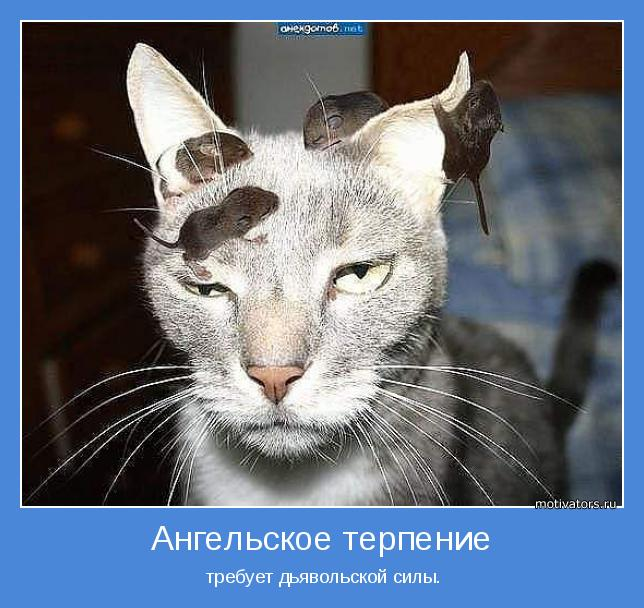 анекдотов.net
motivators.ru
Ангельское терпение
требует дьявольской силы.